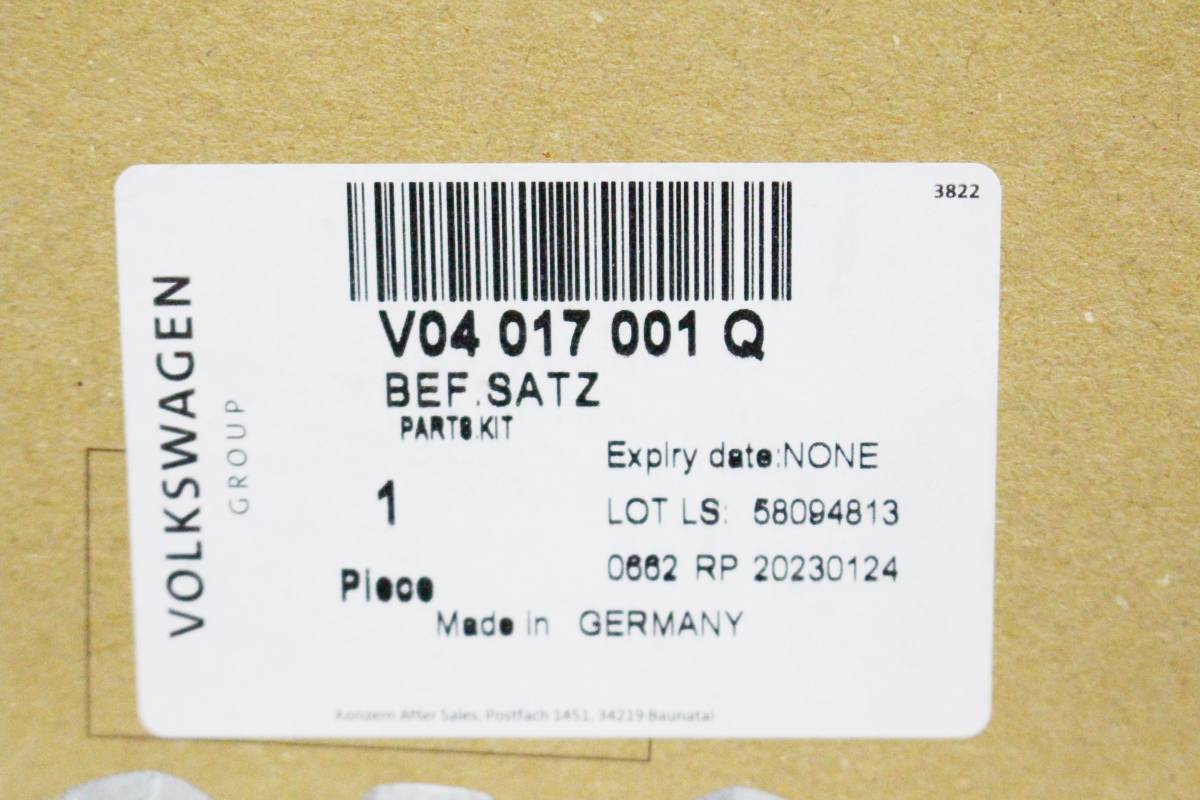 3822
VOLKSWAGEN
GROUP
V04 017 001 Q
BEF.SATZ
PARTS.KIT
Expiry date:NONE
1
LOT LS: 58094813
0662 RP 20230124
Piece
Made in GERMANY
Konzern After Sales, Postfach 1451, 34219 Baunatal